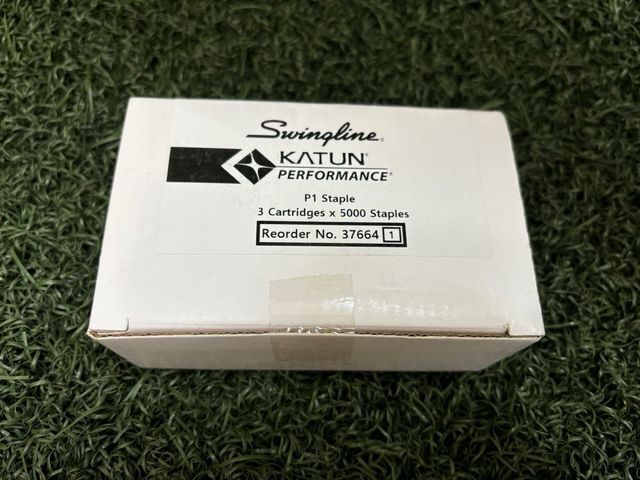 Swingline®
KATUN®
PERFORMANCE®
P1 Staple
3 Cartridges x 5000 Staples
Reorder No. 37664 1